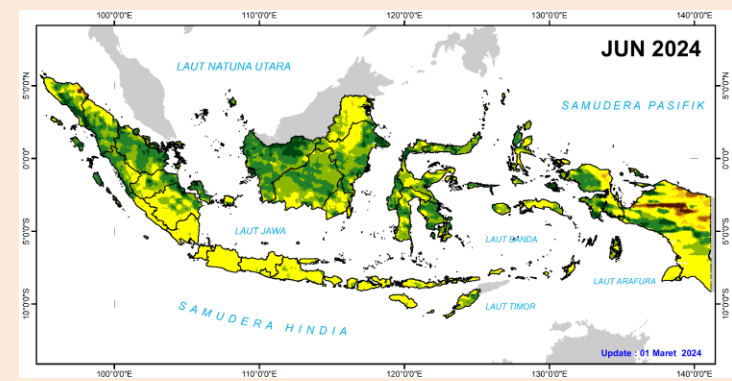 100°0'0"E 110°0'0"E 120°0'0"E 130°0'0"E 140°0'0"E
JUN 2024
LAUT NATUNA UTARA
5°0'0"N 5°0'0"N
SAMUDERA PASIFIK
0°0'0" 0°0'0"
LAUT JAWA
LAUT BANDA
5°0'0"S 5°0'0"S
LAUT ARAFURA
SAMUDERA HINDIA
LAUT TIMOR
10°0'0"S 10°0'0"S
Update : 01 Maret 2024
100°0'0"E 110°0'0"E 120°0'0"E 130°0'0"E 140°0'0"E